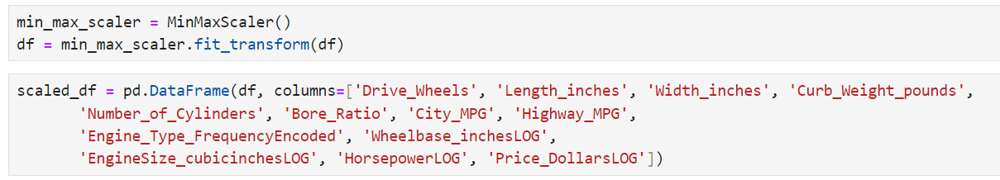 min_max_scaler = MinMaxScaler()
df = min_max_scaler.fit_transform(df)
scaled_df = pd.DataFrame(df, columns=['Drive_Wheels', 'Length_inches', 'Width_inches', 'Curb_Weight_pounds',
'Number_of_Cylinders', 'Bore_Ratio', 'City_MPG', 'Highway_MPG',
'Engine_Type_FrequencyEncoded', 'Wheelbase_inchesLOG',
'EngineSize_cubicinchesLOG', 'HorsepowerLOG', 'Price_DollarsLOG'])